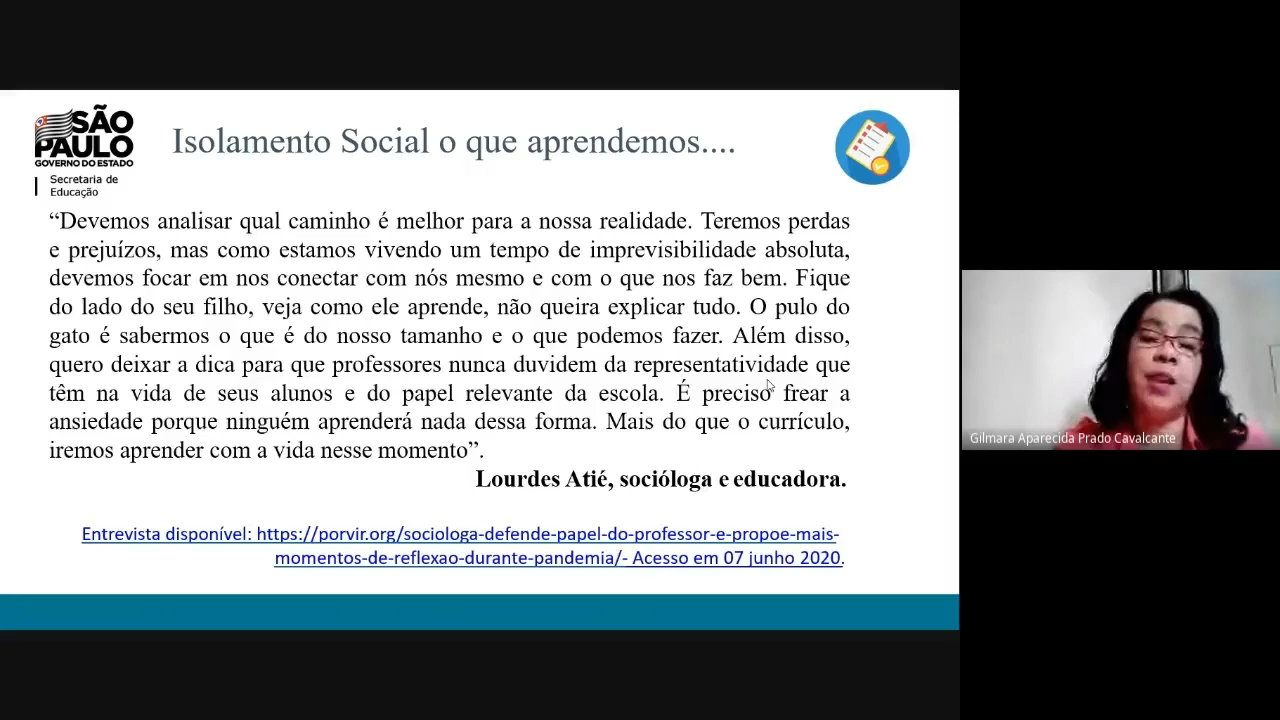 SÃO
PAULO
GOVERNO DO ESTADO
Secretaria de
Educação
Isolamento Social o que aprendemos....
“Devemos analisar qual caminho é melhor para a nossa realidade. Teremos perdas
e prejuízos, mas como estamos vivendo um tempo de imprevisibilidade absoluta,
devemos focar em nos conectar com nós mesmo e com o que nos faz bem. Fique
do lado do seu filho, veja como ele aprende, não queira explicar tudo. O pulo do
gato é sabermos o que é do nosso tamanho e o que podemos fazer. Além disso,
quero deixar a dica para que professores nunca duvidem da representatividade que
têm na vida de seus alunos e do papel relevante da escola. É preciso frear a
ansiedade porque ninguém aprenderá nada dessa forma. Mais do que o currículo,
iremos aprender com a vida nesse momento”.
Lourdes Atié, socióloga e educadora.
Entrevista disponível: https://porvir.org/sociologa-defende-papel-do-professor-e-propoe-mais-
momentos-de-reflexao-durante-pandemia/- Acesso em 07 junho 2020.
Gilmara Aparecida Prado Cavalcante